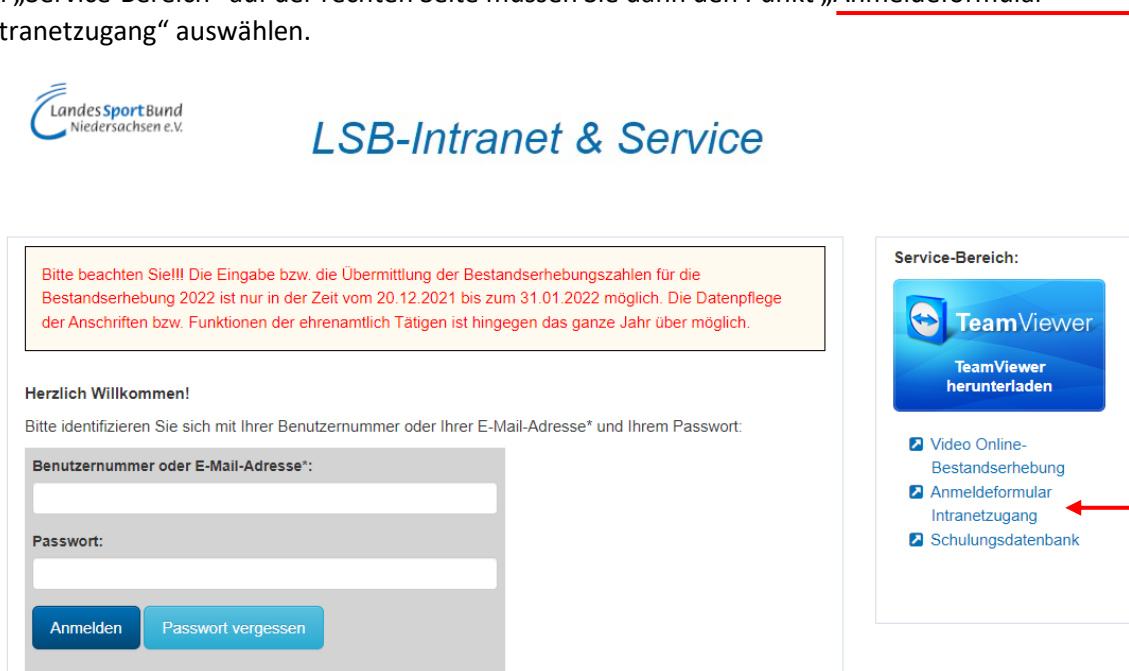 „Service-Bereich“ auf der rechten Seite müssen Sie dann den Punkt „Anmeldeformular
tranetzugang“ auswählen.
LandesSportBund
Niedersachsen e.V.
LSB-Intranet & Service
Bitte beachten Sie!!! Die Eingabe bzw. die Übermittlung der Bestandserhebungszahlen für die
Bestandserhebung 2022 ist nur in der Zeit vom 20.12.2021 bis zum 31.01.2022 möglich. Die Datenpflege
der Anschriften bzw. Funktionen der ehrenamtlich Tätigen ist hingegen das ganze Jahr über möglich.
Herzlich Willkommen!
Bitte identifizieren Sie sich mit Ihrer Benutzernummer oder Ihrer E-Mail-Adresse* und Ihrem Passwort:
Benutzernummer oder E-Mail-Adresse*:
Passwort:
Anmelden
Passwort vergessen
Service-Bereich:
TeamViewer
TeamViewer
herunterladen
Video Online-
Bestandserhebung
Anmeldeformular
Intranetzugang
Schulungsdatenbank